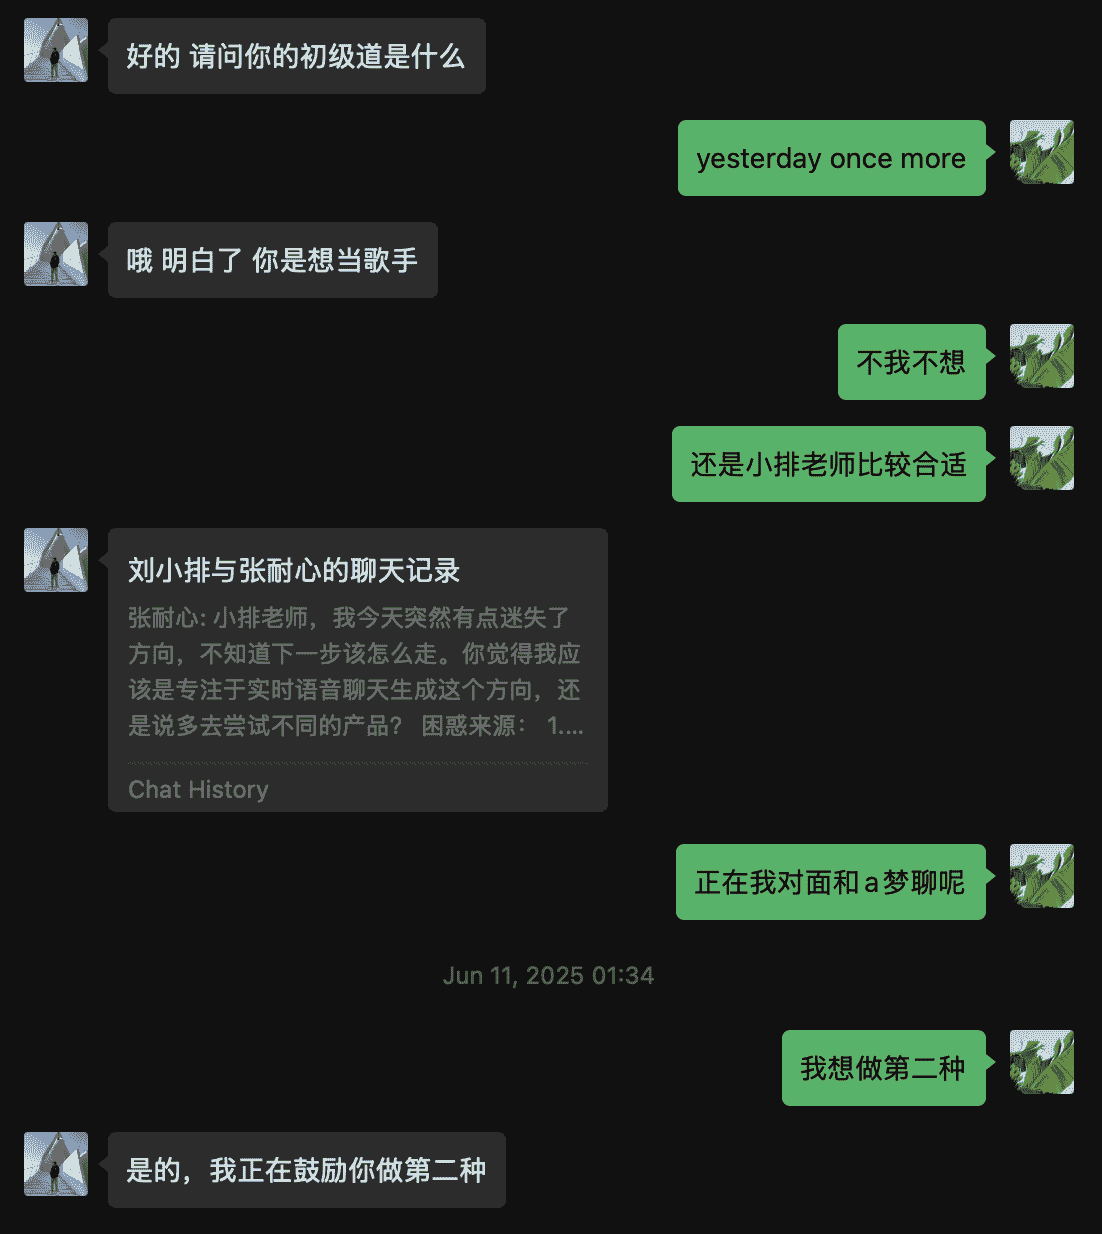 好的 请问你的初级道是什么
yesterday once more
哦 明白了 你是想当歌手
不我不想
还是小排老师比较合适
刘小排与张耐心的聊天记录
张耐心: 小排老师，我今天突然有点迷失了
方向，不知道下一步该怎么走。你觉得我应
该是专注于实时语音聊天生成这个方向，还
是说多去尝试不同的产品？ 困惑来源： 1....
Chat History
正在我对面和a梦聊呢
Jun 11, 2025 01:34
我想做第二种
是的，我正在鼓励你做第二种